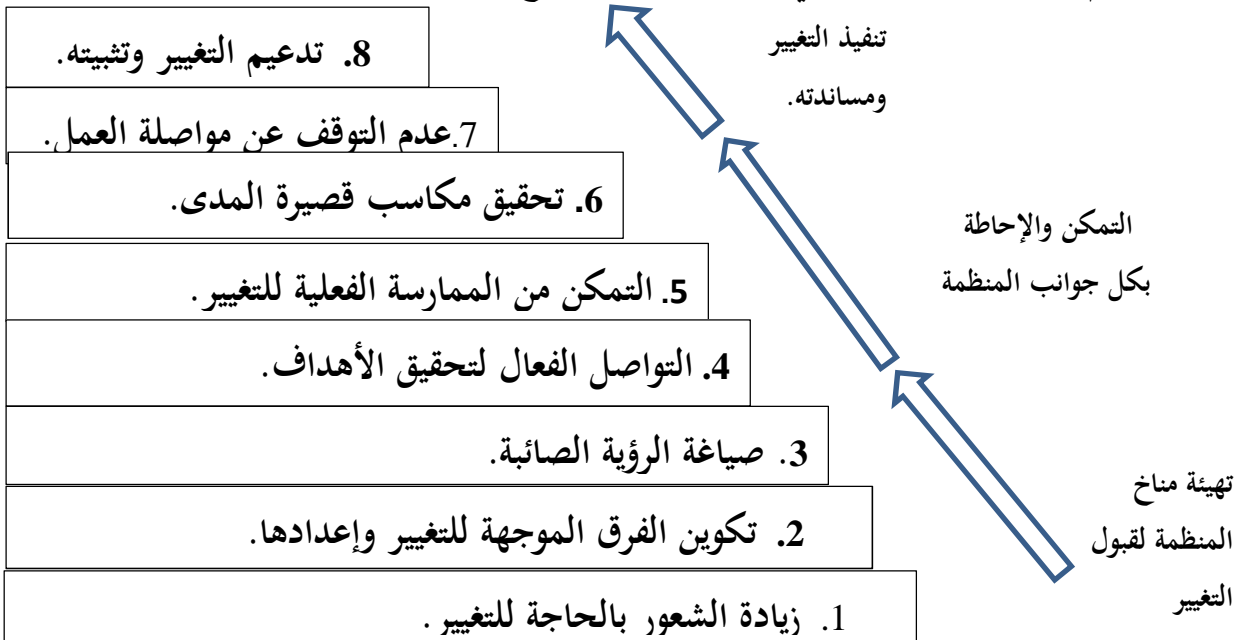 تنفيذ التغيير
ومساندته.
8. تدعيم التغيير وتثبيته.
7.عدم التوقف عن مواصلة العمل.
6. تحقيق مكاسب قصيرة المدى.
التمكن والإحاطة
بكل جوانب المنظمة
5. التمكن من الممارسة الفعلية للتغيير.
4. التواصل الفعال لتحقيق الأهداف.
3. صياغة الرؤية الصائبة.
تهيئة مناخ
المنظمة لقبول
التغيير
2. تكوين الفرق الموجهة للتغيير وإعدادها.
1. زيادة الشعور بالحاجة للتغيير.